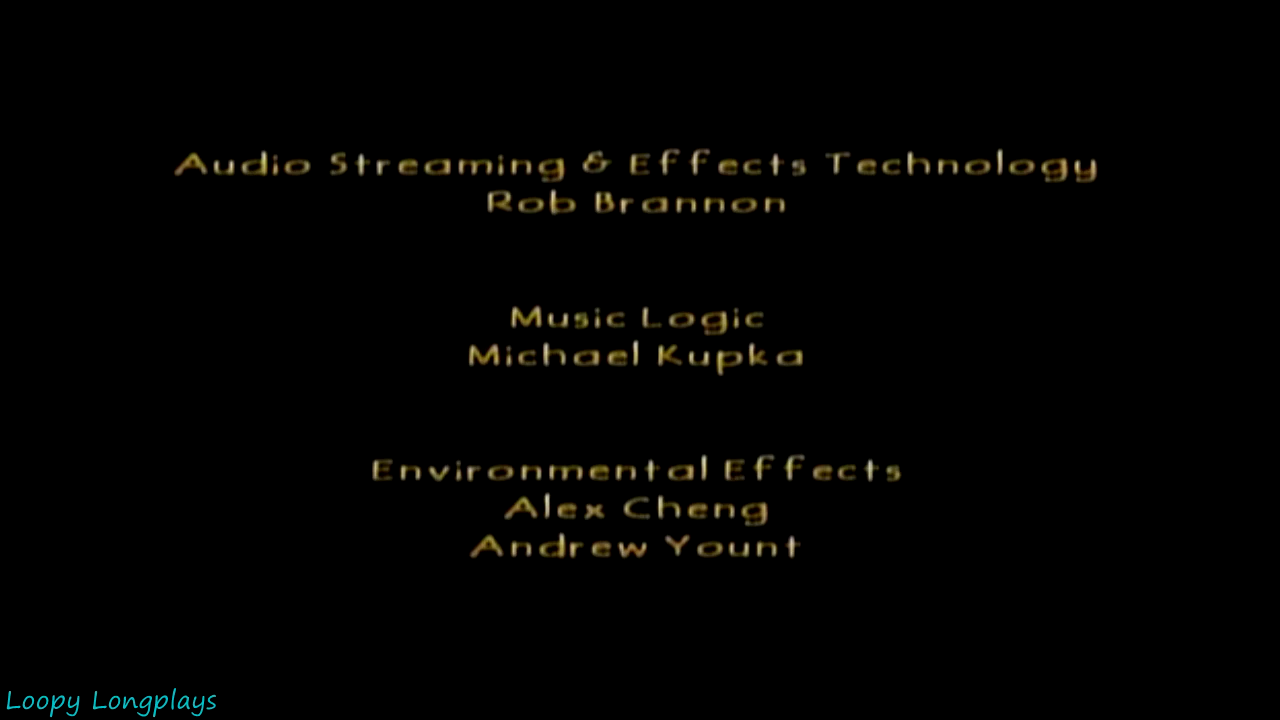 Audio Streaming & Effects Technology
Rob Brannon
Music Logic
Michael Kupka
Environmental Effects
Alex Cheng
Andrew Yount
Loopy Longplays